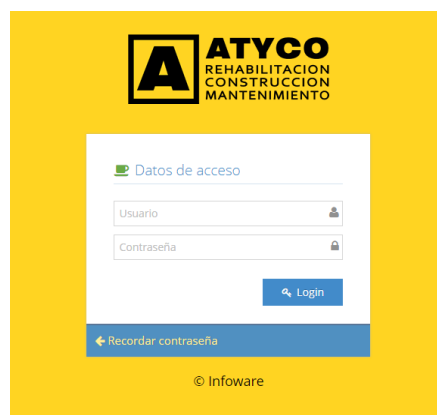 A
ATYCO
REHABILITACION
CONSTRUCCION
MANTENIMIENTO
Datos de acceso
Usuario
Contraseña
Login
Recordar contraseña
© Infoware